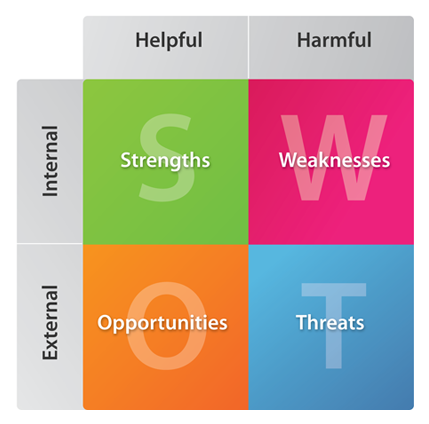 Helpful
Harmful
Internal
S
Strengths
W
Weaknesses
External
O
Opportunities
T
Threats